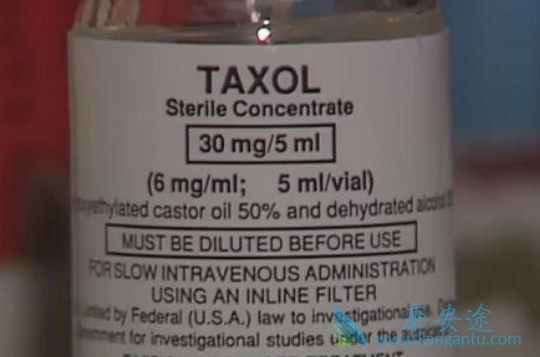 TAXOL
Sterile Concentrate
30 mg/5 ml
(6 mg/ml; 5 ml/vial)
castor oil 50% and dehydrated
MUST BE DILUTED BEFORE USE
FOR SLOW INTRAVENOUS ADMINISTRATION
USING AN INLINE FILTER
by Federal (U.S.A.) law to investigational
for investigational studies under the
康安途
www.kangantu.com